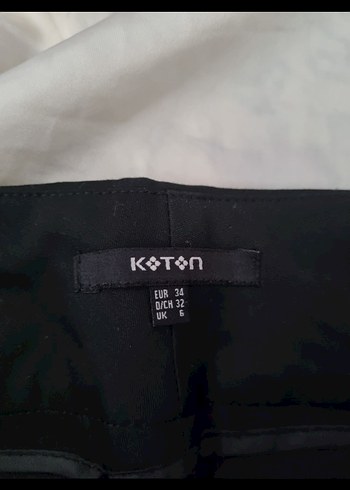 KOTON
EUR 34
D/CH 32
UK 6